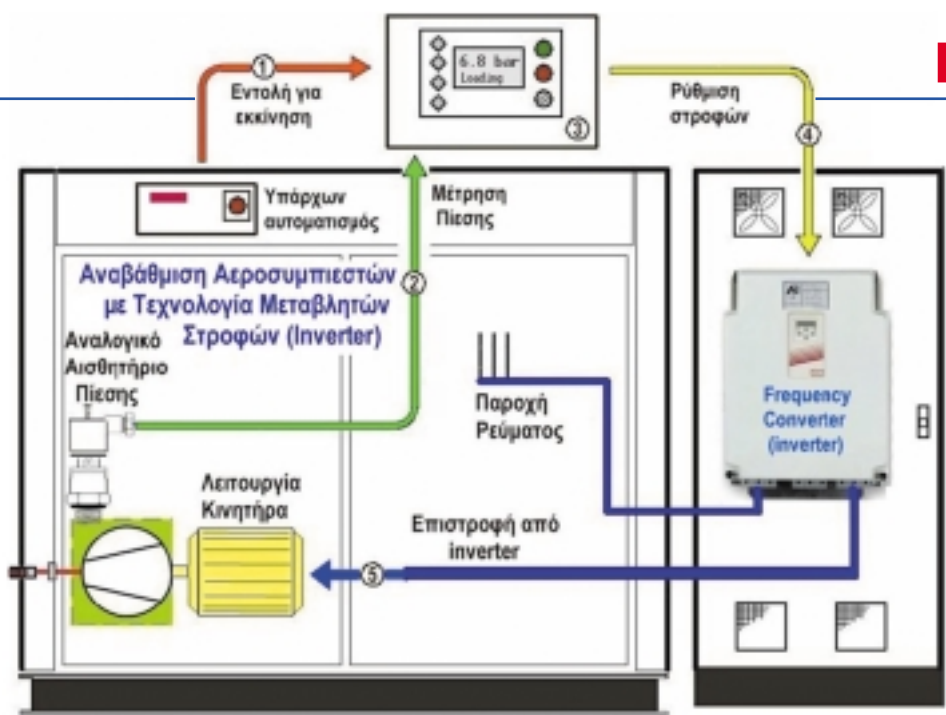 ①
Εντολή για
εκκίνηση
6.8 bar
Loading
③
Ρύθμιση
στροφών
④
Υπάρχων
αυτοματισμός
Μέτρηση
Πίεσης
②
Αναβάθμιση Αεροσυμπιεστών
με Τεχνολογία Μεταβλητών
Στροφών (Inverter)
Αναλογικό
Αισθητήριο
Πίεσης
Παροχή
Ρεύματος
Frequency
Converter
(inverter)
Λειτουργία
Κινητήρα
Επιστροφή από
inverter
⑤